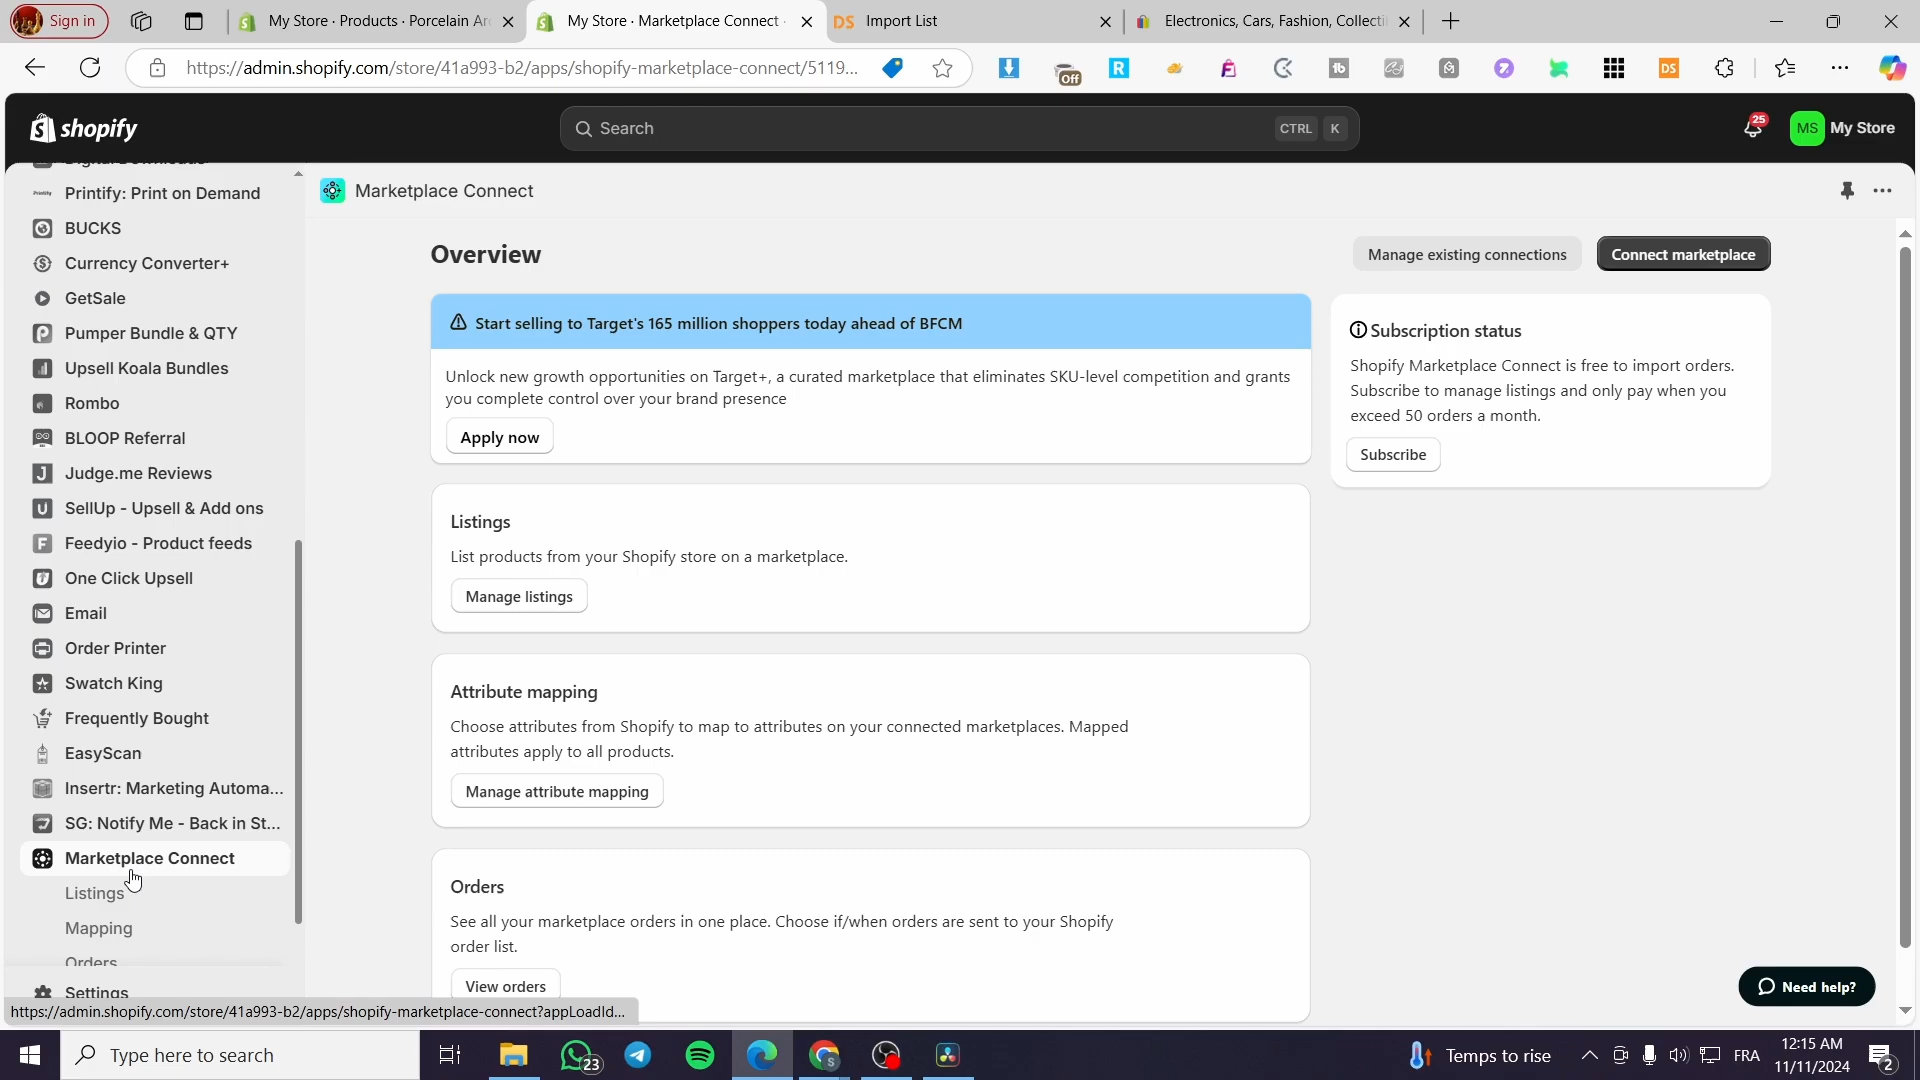 Sign in
My Store · Products · Porcelain Ar
My Store · Marketplace Connect ·
DS Import List
Electronics, Cars, Fashion, Collecti
https://admin.shopify.com/store/41a993-b2/apps/shopify-marketplace-connect/5119...
Off
R
tb
DS
shopify
Search
CTRL K
25
MS My Store
Digital Downloads
Printify: Print on Demand
BUCKS
Currency Converter+
GetSale
Pumper Bundle & QTY
Upsell Koala Bundles
Rombo
BLOOP Referral
Judge.me Reviews
SellUp - Upsell & Add ons
Feedyio - Product feeds
One Click Upsell
Email
Order Printer
Swatch King
Frequently Bought
EasyScan
Insertr: Marketing Automa...
SG: Notify Me - Back in St...
Marketplace Connect
Listings
Mapping
Orders
Settings
https://admin.shopify.com/store/41a993-b2/apps/shopify-marketplace-connect?appLoadId...
Marketplace Connect
Overview
Manage existing connections
Connect marketplace
Start selling to Target's 165 million shoppers today ahead of BFCM
Unlock new growth opportunities on Target+, a curated marketplace that eliminates SKU-level competition and grants
you complete control over your brand presence
Apply now
Subscription status
Shopify Marketplace Connect is free to import orders.
Subscribe to manage listings and only pay when you
exceed 50 orders a month.
Subscribe
Listings
List products from your Shopify store on a marketplace.
Manage listings
Attribute mapping
Choose attributes from Shopify to map to attributes on your connected marketplaces. Mapped
attributes apply to all products.
Manage attribute mapping
Orders
See all your marketplace orders in one place. Choose if/when orders are sent to your Shopify
order list.
View orders
Need help?
Type here to search
23
Temps to rise
FRA
12:15 AM
11/11/2024
2